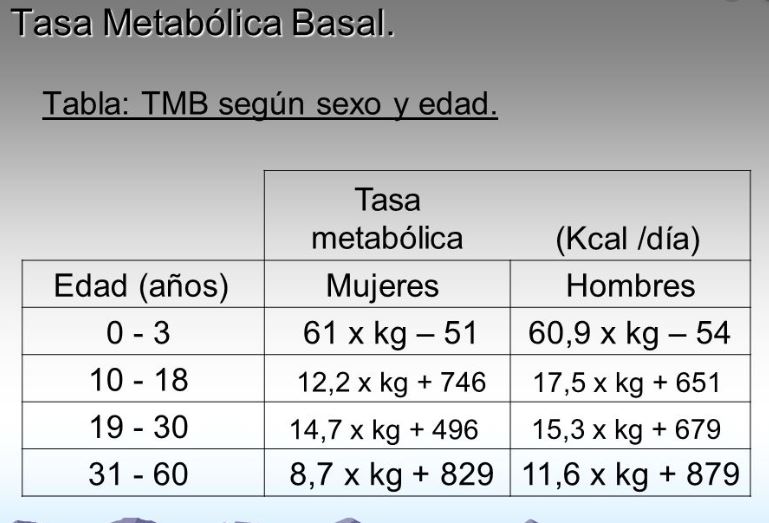 Tasa Metabólica Basal.
Tabla: TMB según sexo y edad.
Tasa
metabólica (Kcal /día)
Edad (años) Mujeres Hombres
0 - 3 61 x kg – 51 60,9 x kg – 54
10 - 18 12,2 x kg + 746 17,5 x kg + 651
19 - 30 14,7 x kg + 496 15,3 x kg + 679
31 - 60 8,7 x kg + 829 11,6 x kg + 879